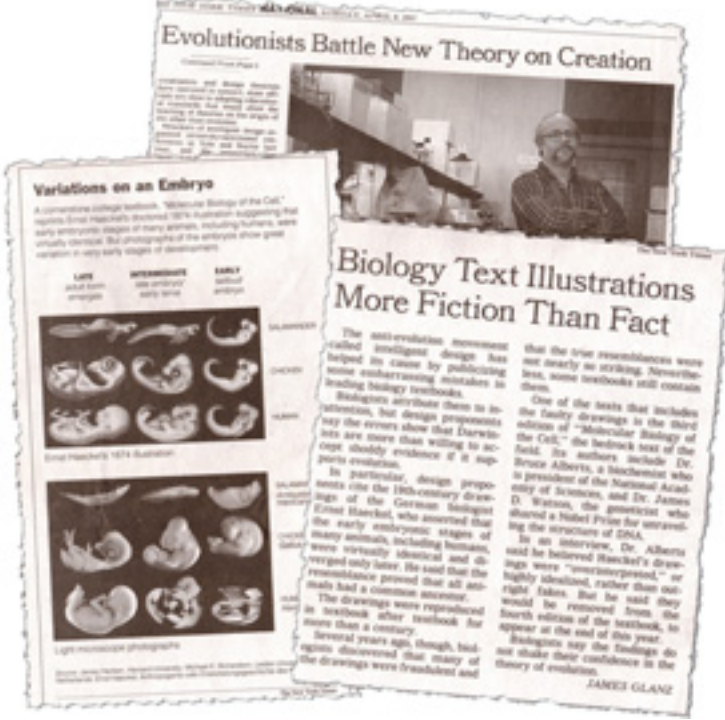 Evolutionists Battle New Theory on Creation
Variations on an Embryo
A cornerstone college textbook, "Molecular Biology of the Cell,"
reprints Ernst Haeckel's doctored 1874 illustration suggesting that
early embryonic stages of many animals, including humans, were
virtually identical. But photographs of the embryos show great
variation in very early stages of development.
LATE
adult form
emerges
INTERMEDIATE
late embryo/
early larva
EARLY
tailbud
embryo
SALAMANDER
CHICKEN
HUMAN
Ernst Haeckel's 1874 illustration
Light microscope photographs
The New York Times
Biology Text Illustrations
More Fiction Than Fact
The anti-evolution movement
called intelligent design has
helped its cause by publicizing
some embarrassing mistakes in
leading biology textbooks.
Biologists attribute them to in-
attention, but design proponents
say the errors show that Darwin-
ists are more than willing to ac-
cept shoddy evidence if it sup-
ports evolution.
In particular, design propo-
nents cite the 19th-century draw-
ings of the German biologist
Ernst Haeckel, who asserted that
the early embryonic stages of
many animals, including humans,
were virtually identical and di-
verged only later. He said that the
resemblance proved that all ani-
mals had a common ancestor.
The drawings were reproduced
in textbook after textbook for
more than a century.
Several years ago, though, biol-
ogists discovered that many of
the drawings were fraudulent and
that the true resemblances were
not nearly so striking. Neverthe-
less, some textbooks still contain
them.
One of the texts that includes
the faulty drawings is the third
edition of "Molecular Biology of
the Cell," the bedrock text of the
field. Its authors include Dr.
Bruce Alberts, a biochemist who
is president of the National Acad-
emy of Sciences, and Dr. James
D. Watson, the geneticist who
shared a Nobel Prize for unravel-
ing the structure of DNA.
In an interview, Dr. Alberts
said he believed Haeckel's draw-
ings were "overinterpreted," or
highly idealized, rather than out-
right fakes. But he said they
would be removed from the
fourth edition of the textbook, to
appear at the end of this year.
Biologists say the findings do
not shake their confidence in the
theory of evolution.
JAMES GLANZ